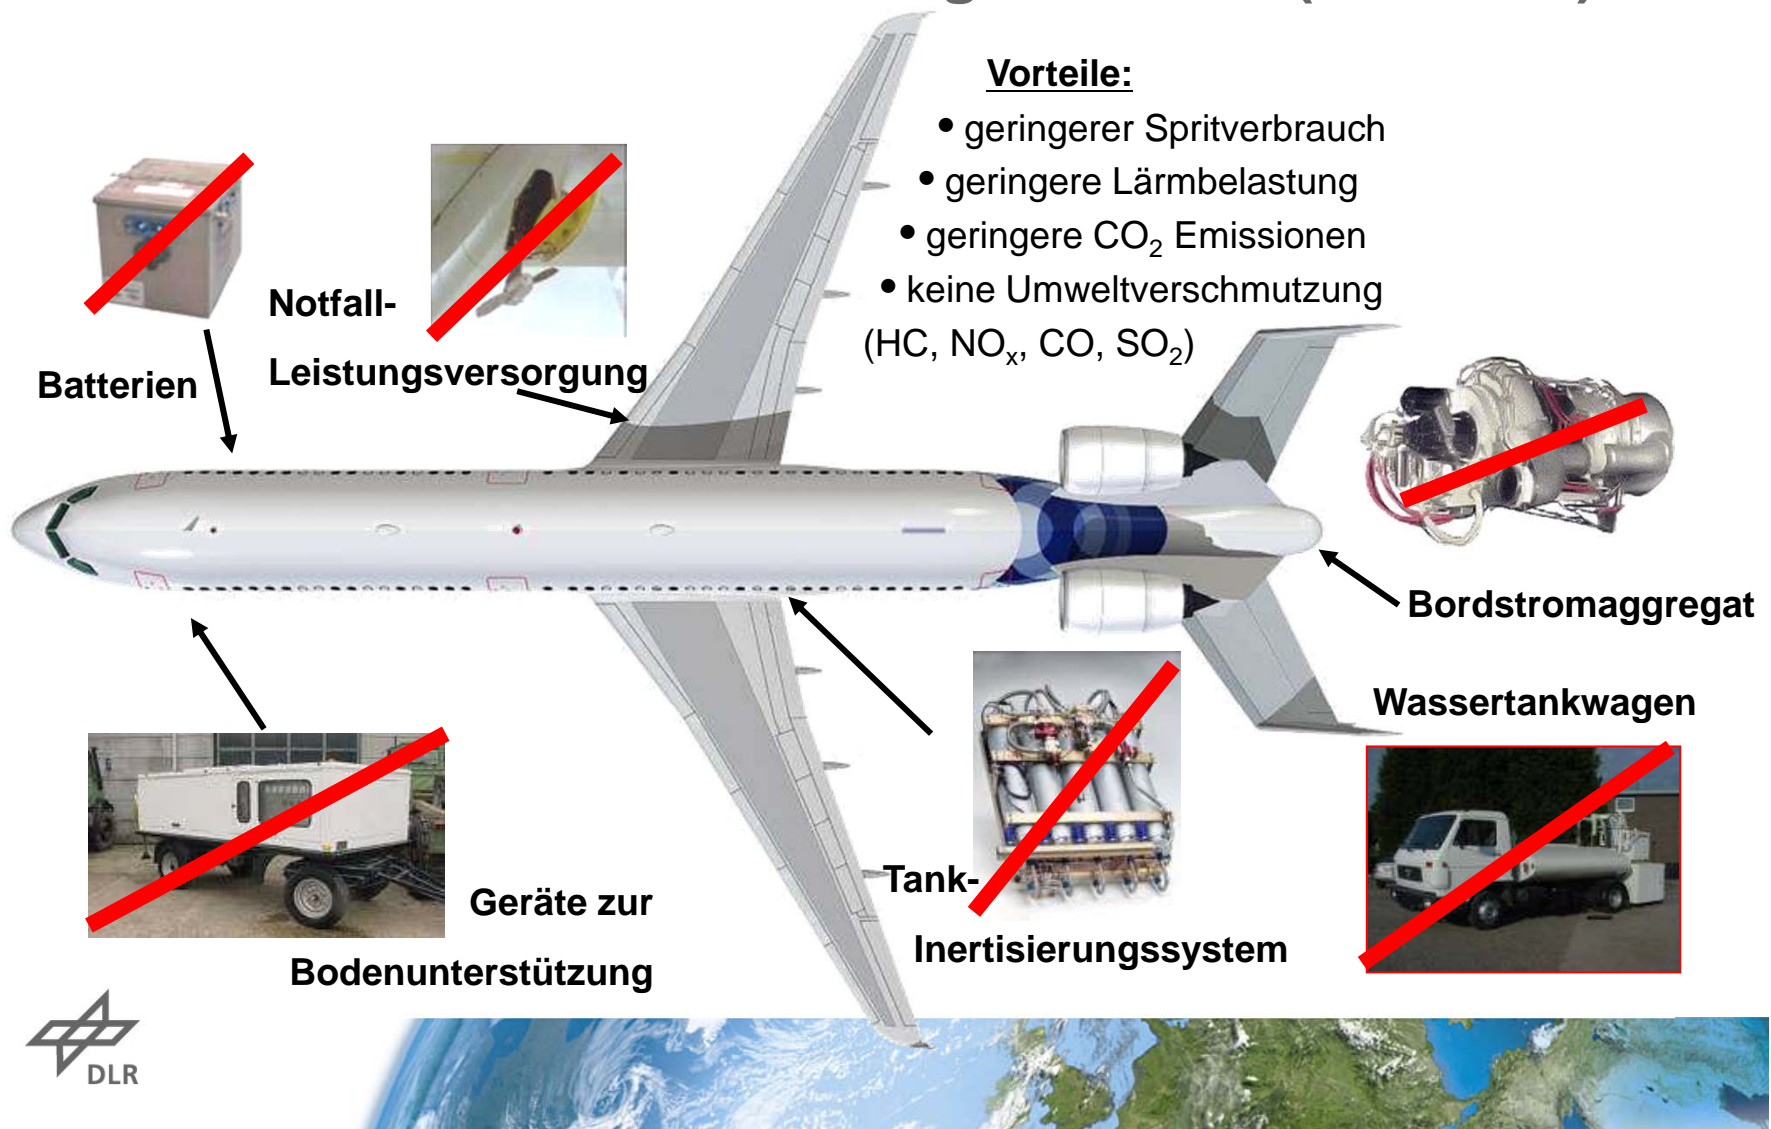 Vorteile:
• geringerer Spritverbrauch
• geringere Lärmbelastung
• geringere CO₂ Emissionen
• keine Umweltverschmutzung
(HC, NOₓ, CO, SO₂)
Notfall-
Leistungsversorgung
Batterien
Bordstromaggregat
Wassertankwagen
Tank-
Inertisierungssystem
Geräte zur
Bodenunterstützung
DLR